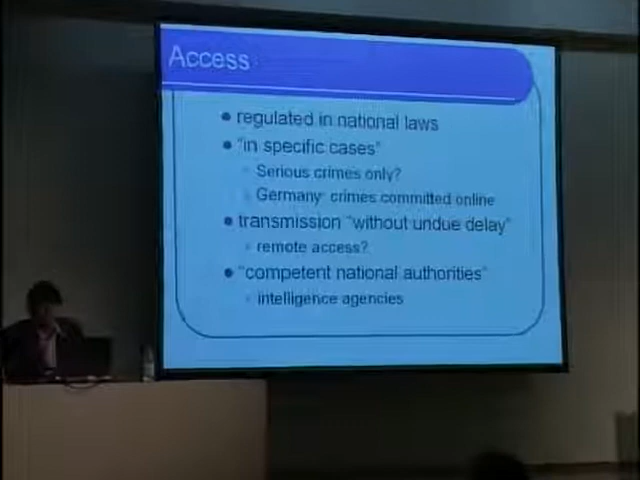 Access
regulated in national laws
"in specific cases"
Serious crimes only?
Germany: crimes committed online
transmission "without undue delay"
remote access?
"competent national authorities"
intelligence agencies